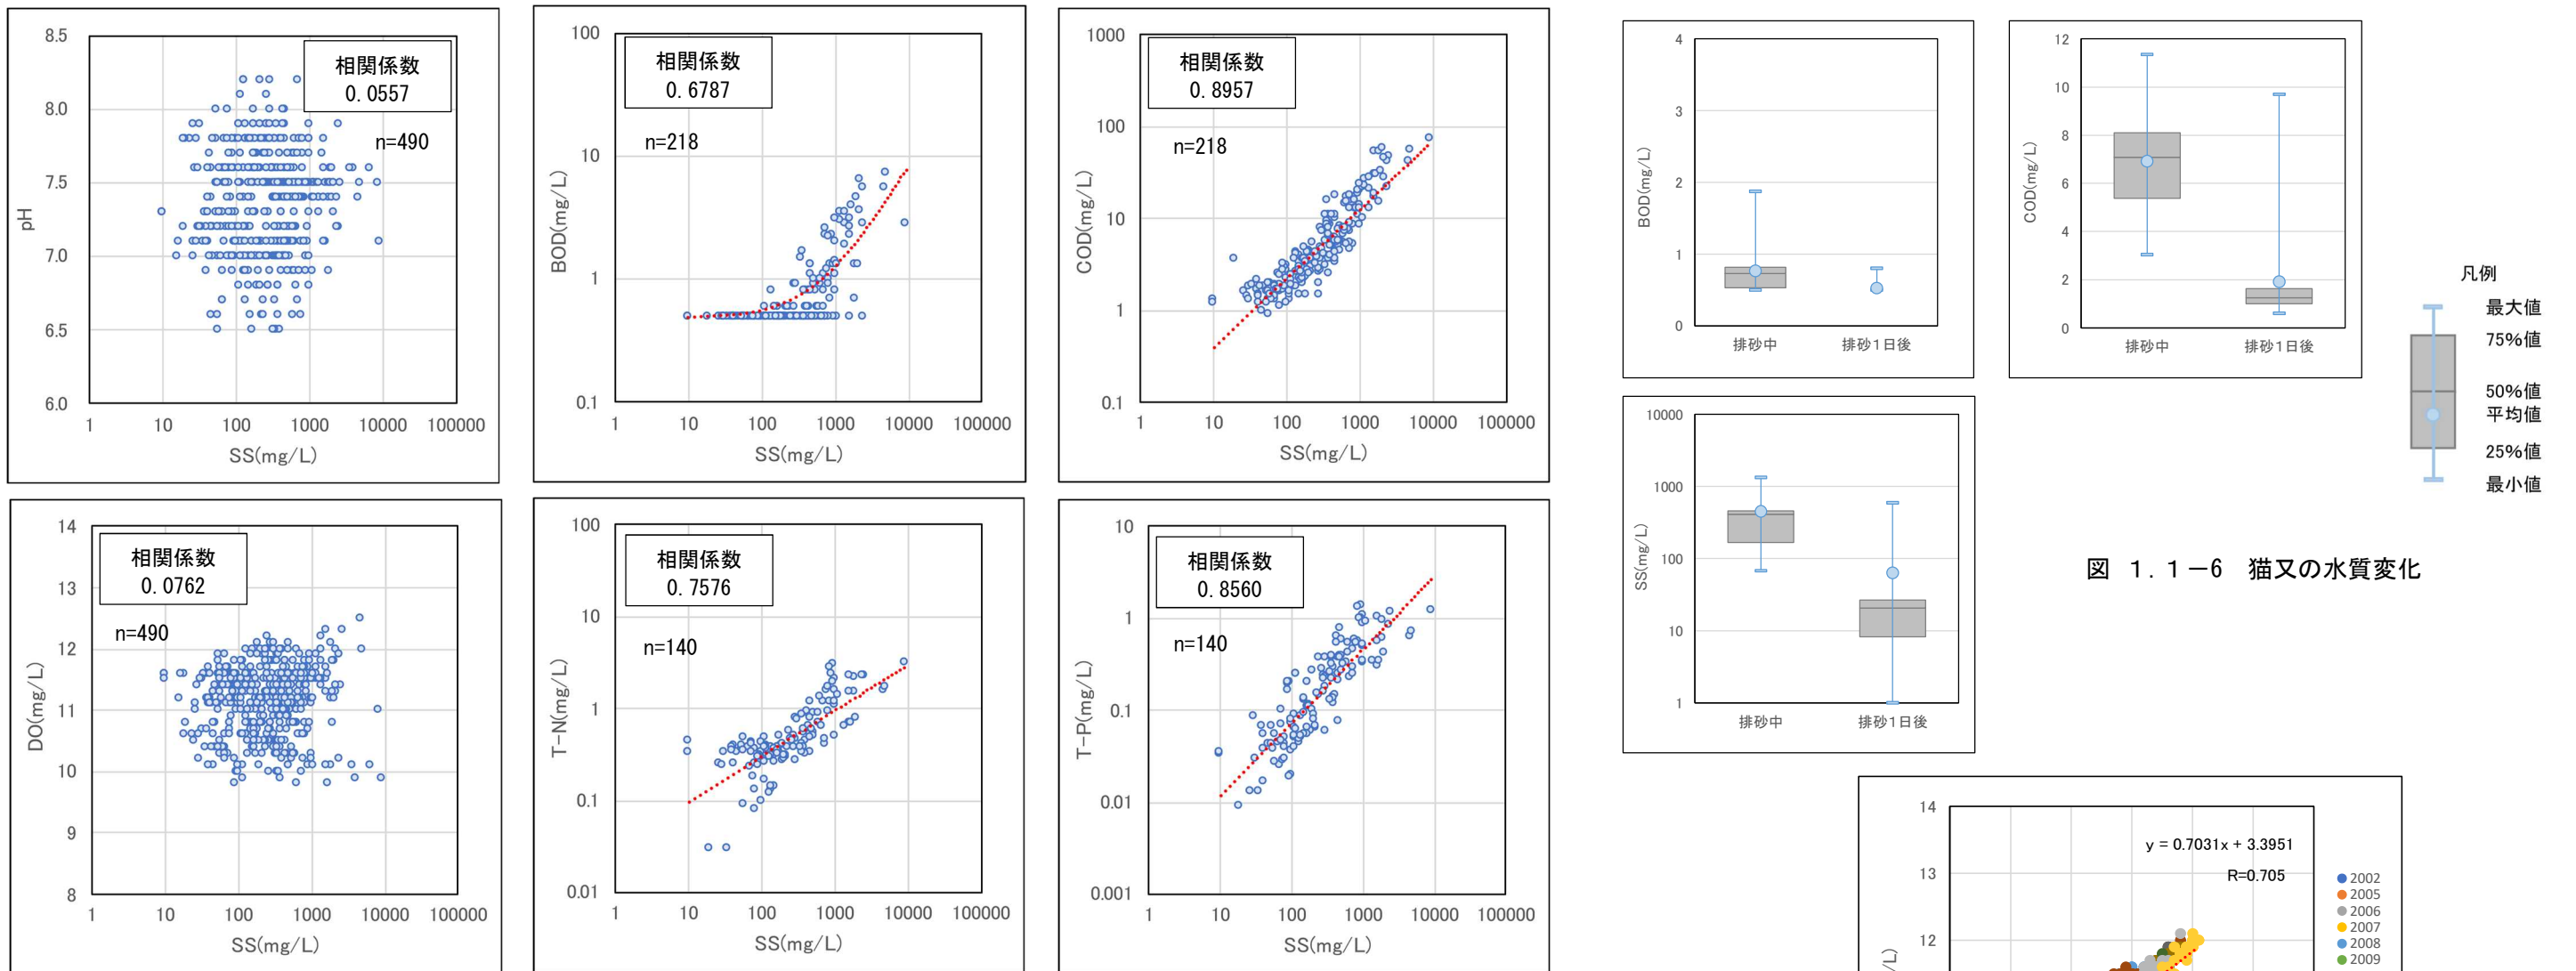 8.5
8.0
7.5
7.0
6.5
6.0
pH
相関係数
0.0557
n=490
1 10 100 1000 10000 100000
SS(mg/L)
100
10
1
0.1
BOD(mg/L)
相関係数
0.6787
n=218
1 10 100 1000 10000 100000
SS(mg/L)
1000
100
10
1
0.1
COD(mg/L)
相関係数
0.8957
n=218
1 10 100 1000 10000 100000
SS(mg/L)
4
3
2
1
0
BOD(mg/L)
排砂中 排砂1日後
12
10
8
6
4
2
0
COD(mg/L)
排砂中 排砂1日後
凡例
最大値
75%値
50%値
平均値
25%値
最小値
10000
1000
100
10
1
SS(mg/L)
排砂中 排砂1日後
図 1.1-6 猫又の水質変化
14
13
12
11
10
9
8
DO(mg/L)
相関係数
0.0762
n=490
1 10 100 1000 10000 100000
SS(mg/L)
100
10
1
0.1
0.01
T-N(mg/L)
相関係数
0.7576
n=140
1 10 100 1000 10000 100000
SS(mg/L)
10
1
0.1
0.01
0.001
T-P(mg/L)
相関係数
0.8560
n=140
1 10 100 1000 10000 100000
SS(mg/L)
14
13
12
/L)
y = 0.7031x + 3.3951
R=0.705
2002
2005
2006
2007
2008
2009